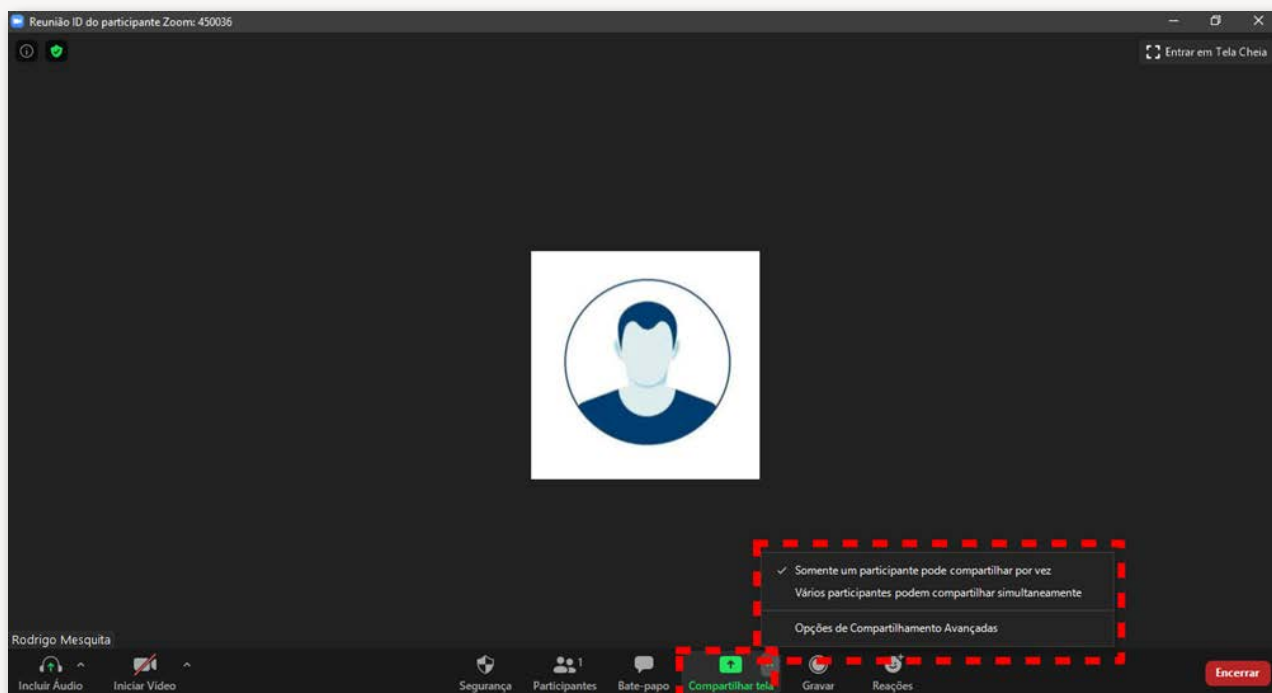 Reunião ID do participante Zoom: 450036
Entrar em Tela Cheia
Somente um participante pode compartilhar por vez
Vários participantes podem compartilhar simultaneamente
Opções de Compartilhamento Avançadas
Rodrigo Mesquita
1
Incluir Áudio
Iniciar Vídeo
Segurança
Participantes
Bate-papo
Compartilhar tela
Gravar
Reações
Encerrar